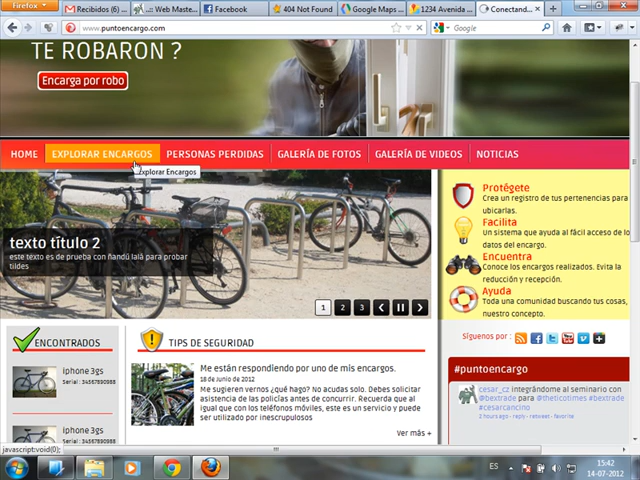 Firefox
Recibidos (6)
..:: Web Maste...
Facebook
404 Not Found
Google Maps
1234 Avenida
Conectand...
www.puntoencargo.com
Google
TE ROBARON ?
Encarga por robo
HOME
EXPLORAR ENCARGOS
PERSONAS PERDIDAS
GALERÍA DE FOTOS
GALERÍA DE VIDEOS
NOTICIAS
Explorar Encargos
texto título 2
este texto es de prueba con ñandú lalà para probar
tildes
1 2 3
Protégete
Crea un registro de tus pertenencias para
ubicarlas.
Facilita
Un sistema que ayuda al fácil acceso de lo
datos del encargo.
Encuentra
Conoce los encargos realizados. Evita la
reducción y recepción.
Ayuda
Toda una comunidad buscando tus cosas,
nuestro concepto.
Síguenos por :
ENCONTRADOS
iphone 3gs
Serial : 34567890988
iphone 3gs
Serial : 34567890988
TIPS DE SEGURIDAD
Me están respondiendo por uno de mis encargos.
18 de Junio de 2012
Me sugieren vernos ¿qué hago? No acudas solo. Debes solicitar
asistencia de las policías antes de concurrir. Recuerda que al
igual que con los teléfonos móviles, este es un servicio y puede
ser utilizado por inescrupulosos
Ver más +
#puntoencargo
cesar_cz integrándome al seminario con
@bextrade para @theticotimes #bextrade
#cesarcancino
2 hours ago · reply · retweet · favorite
javascript:void(0);
ES
15:42
14-07-2012